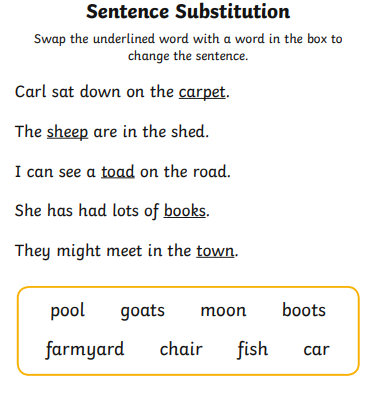 Sentence Substitution
Swap the underlined word with a word in the box to
change the sentence.
Carl sat down on the carpet.
The sheep are in the shed.
I can see a toad on the road.
She has had lots of books.
They might meet in the town.
pool goats moon boots
farmyard chair fish car